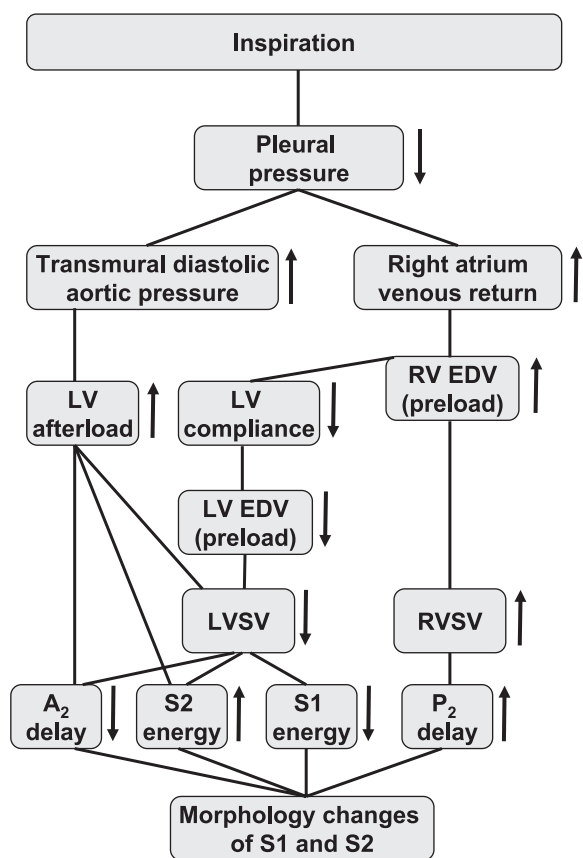 Inspiration
Pleural
pressure
Transmural diastolic
aortic pressure
Right atrium
venous return
LV
afterload
LV
compliance
RV EDV
(preload)
LV EDV
(preload)
LVSV
RVSV
A₂
delay
S2
energy
S1
energy
P₂
delay
Morphology changes
of S1 and S2